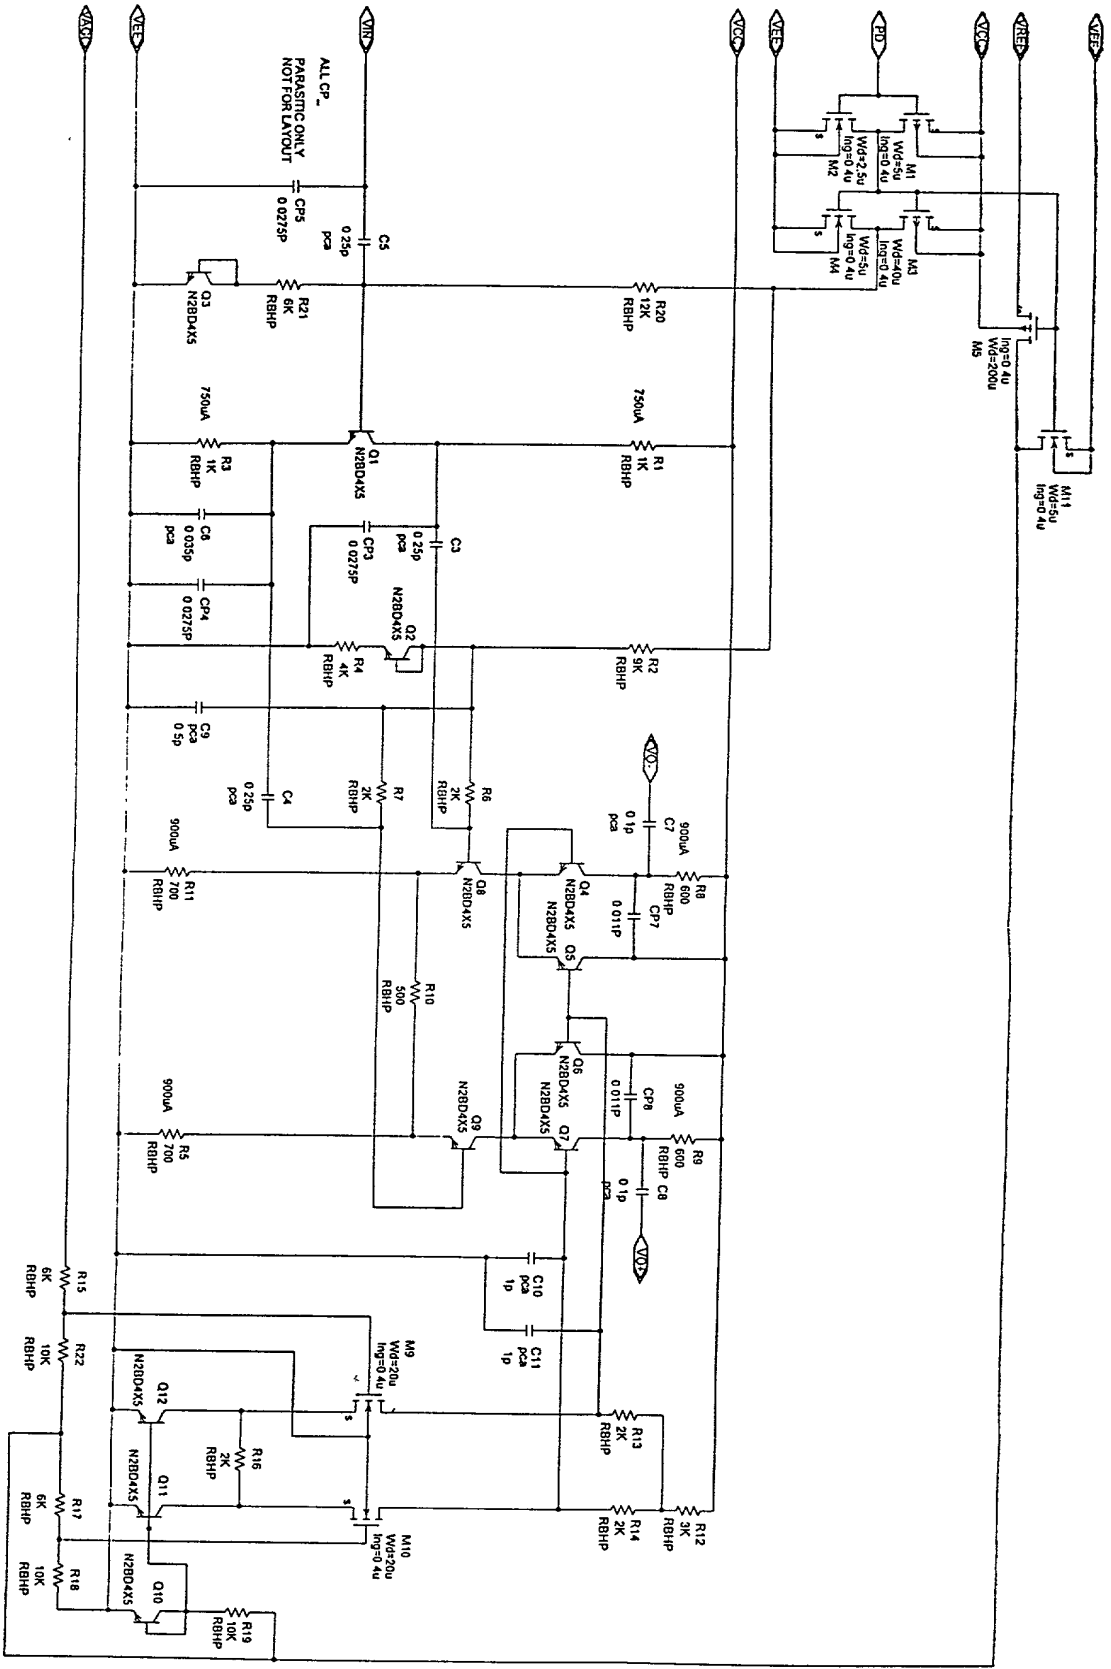 VAGC
VEE
VIN
VCC
VEE
PD
VCC
VREF
VEE
ALL CP_
PARASITIC ONLY
NOT FOR LAYOUT
M1
Wd=5u
lng=0 4u
M2
Wd=2.5u
lng=0 4u
M3
Wd=40u
lng=0 4u
M4
Wd=5u
lng=0 4u
M5
Wd=200u
lng=0 4u
M11
Wd=5u
lng=0 4u
CP5
0 0275P
C5
0 25p
pca
Q3
N2BD4X5
R21
6K
RBHP
R20
12K
RBHP
750uA
R3
1K
RBHP
Q1
N2BD4X5
750uA
R1
1K
RBHP
C6
0 035p
pca
CP4
0 0275P
CP3
0 0275P
C3
0 25p
pca
Q2
N2BD4X5
R4
4K
RBHP
R2
9K
RBHP
C9
pca
0 5p
C4
0 25p
pca
R7
2K
RBHP
R6
2K
RBHP
VO-
C7
0 1p
pca
900uA
R8
600
RBHP
CP7
0 011P
Q4
N2BD4X5
Q5
N2BD4X5
Q8
N2BD4X5
900uA
R11
700
RBHP
R10
500
RBHP
Q6
N2BD4X5
Q7
N2BD4X5
Q9
N2BD4X5
CP8
0 011P
900uA
R9
600
RBHP
C8
0 1p
pca
VO+
900uA
R5
700
RBHP
C10
pca
1p
C11
pca
1p
R15
6K
RBHP
R22
10K
RBHP
M9
Wd=20u
lng=0 4u
Q12
N2BD4X5
R16
2K
RBHP
R13
2K
RBHP
Q11
N2BD4X5
R17
6K
RBHP
M10
Wd=20u
lng=0 4u
R14
2K
RBHP
R12
3K
RBHP
R18
10K
RBHP
Q10
N2BD4X5
R19
10K
RBHP
s
s
s
s
s
s
s